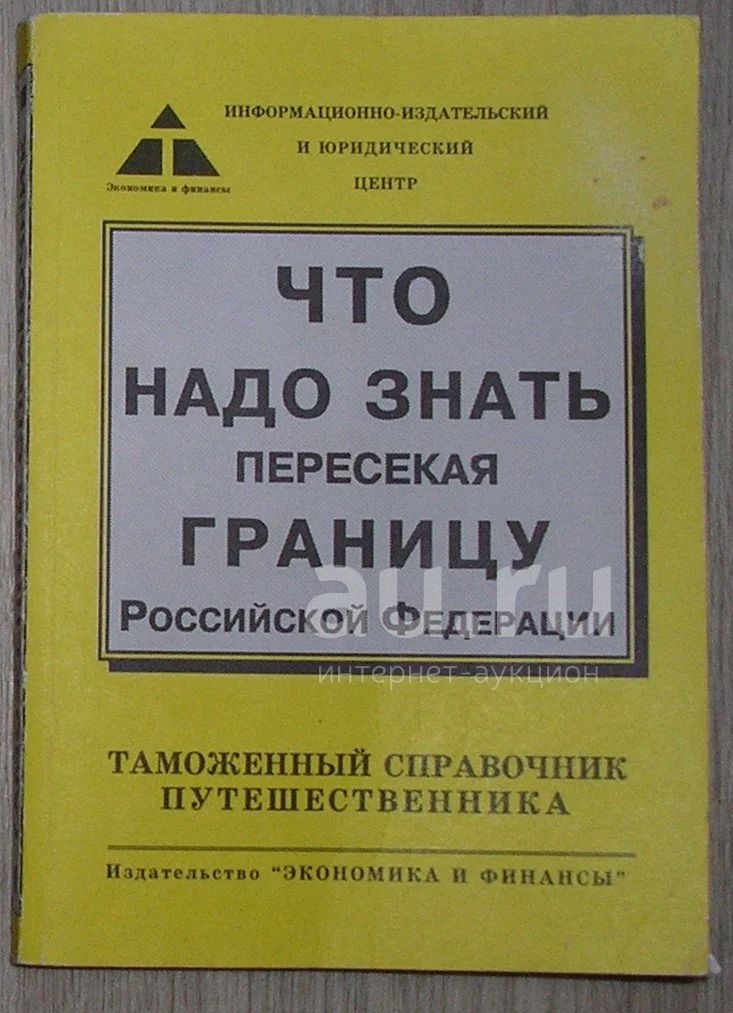 ИНФОРМАЦИОННО-ИЗДАТЕЛЬСКИЙ
И ЮРИДИЧЕСКИЙ
ЦЕНТР
Экономика и финансы
ЧТО
НАДО ЗНАТЬ
ПЕРЕСЕКАЯ
ГРАНИЦУ
РОССИЙСКОЙ ФЕДЕРАЦИИ
au.ru
интернет-аукцион
ТАМОЖЕННЫЙ СПРАВОЧНИК
ПУТЕШЕСТВЕННИКА
Издательство "ЭКОНОМИКА И ФИНАНСЫ"